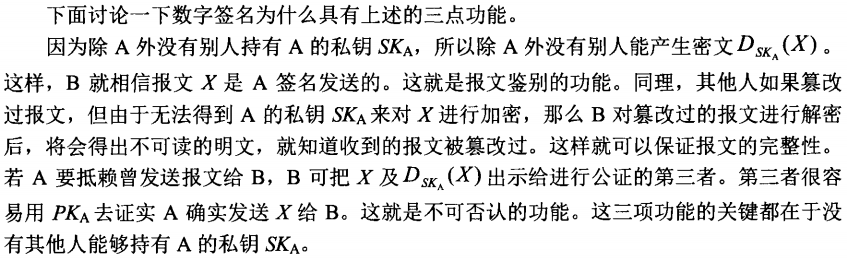 下面讨论一下数字签名为什么具有上述的三点功能。
因为除 A 外没有别人持有 A 的私钥 SKA，所以除 A 外没有别人能产生密文 DSKA(X) 。
这样，B 就相信报文 X 是 A 签名发送的。这就是报文鉴别的功能。同理，其他人如果篡改
过报文，但由于无法得到 A 的私钥 SKA来对 X 进行加密，那么 B 对篡改过的报文进行解密
后，将会得出不可读的明文，就知道收到的报文被篡改过。这样就可以保证报文的完整性。
若 A 要抵赖曾发送报文给 B，B 可把 X 及 DSKA(X) 出示给进行公证的第三者。第三者很容
易用 PKA去证实 A 确实发送 X 给 B。这就是不可否认的功能。这三项功能的关键都在于没
有其他人能够持有 A 的私钥 SKA。